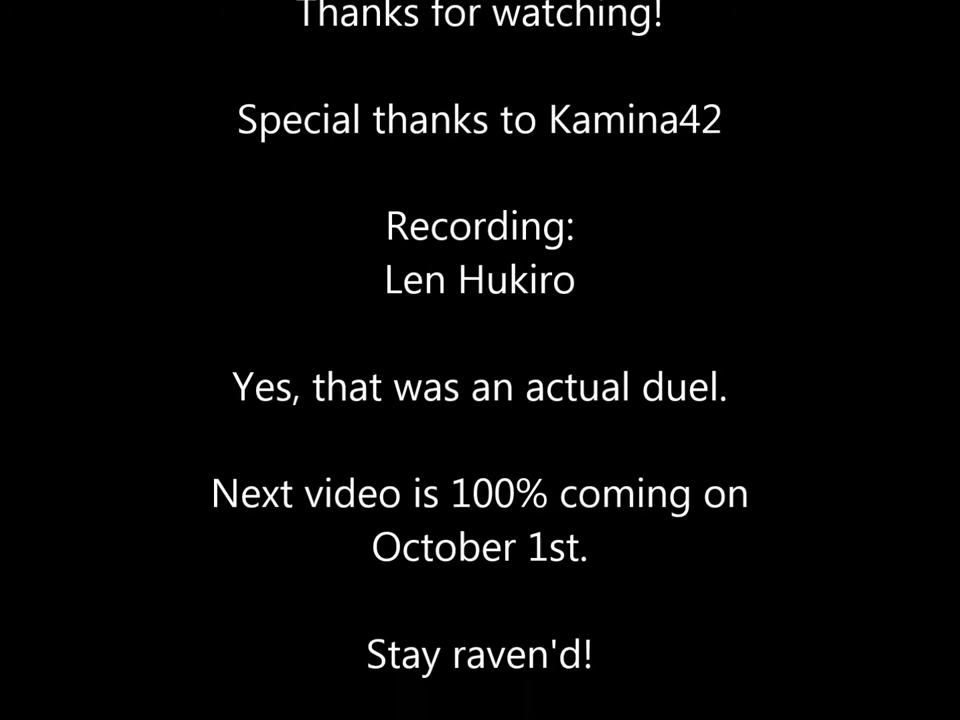 Thanks for watching!
Special thanks to Kamina42
Recording:
Len Hukiro
Yes, that was an actual duel.
Next video is 100% coming on
October 1st.
Stay raven'd!